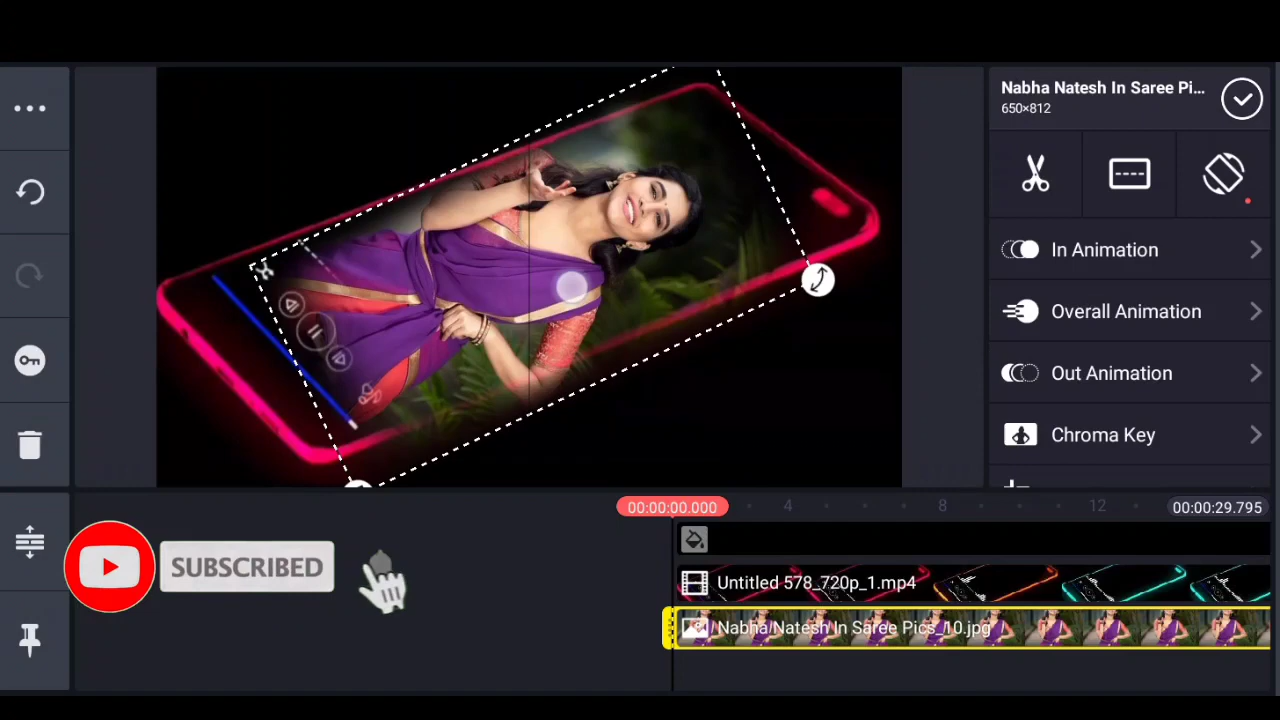 Nabha Natesh In Saree Pi...
650×812
In Animation
Overall Animation
Out Animation
Chroma Key
00:00:00.000
4
8
12
00:00:29.795
Untitled 578_720p_1.mp4
Nabha Natesh In Saree Pics_10.jpg
SUBSCRIBED